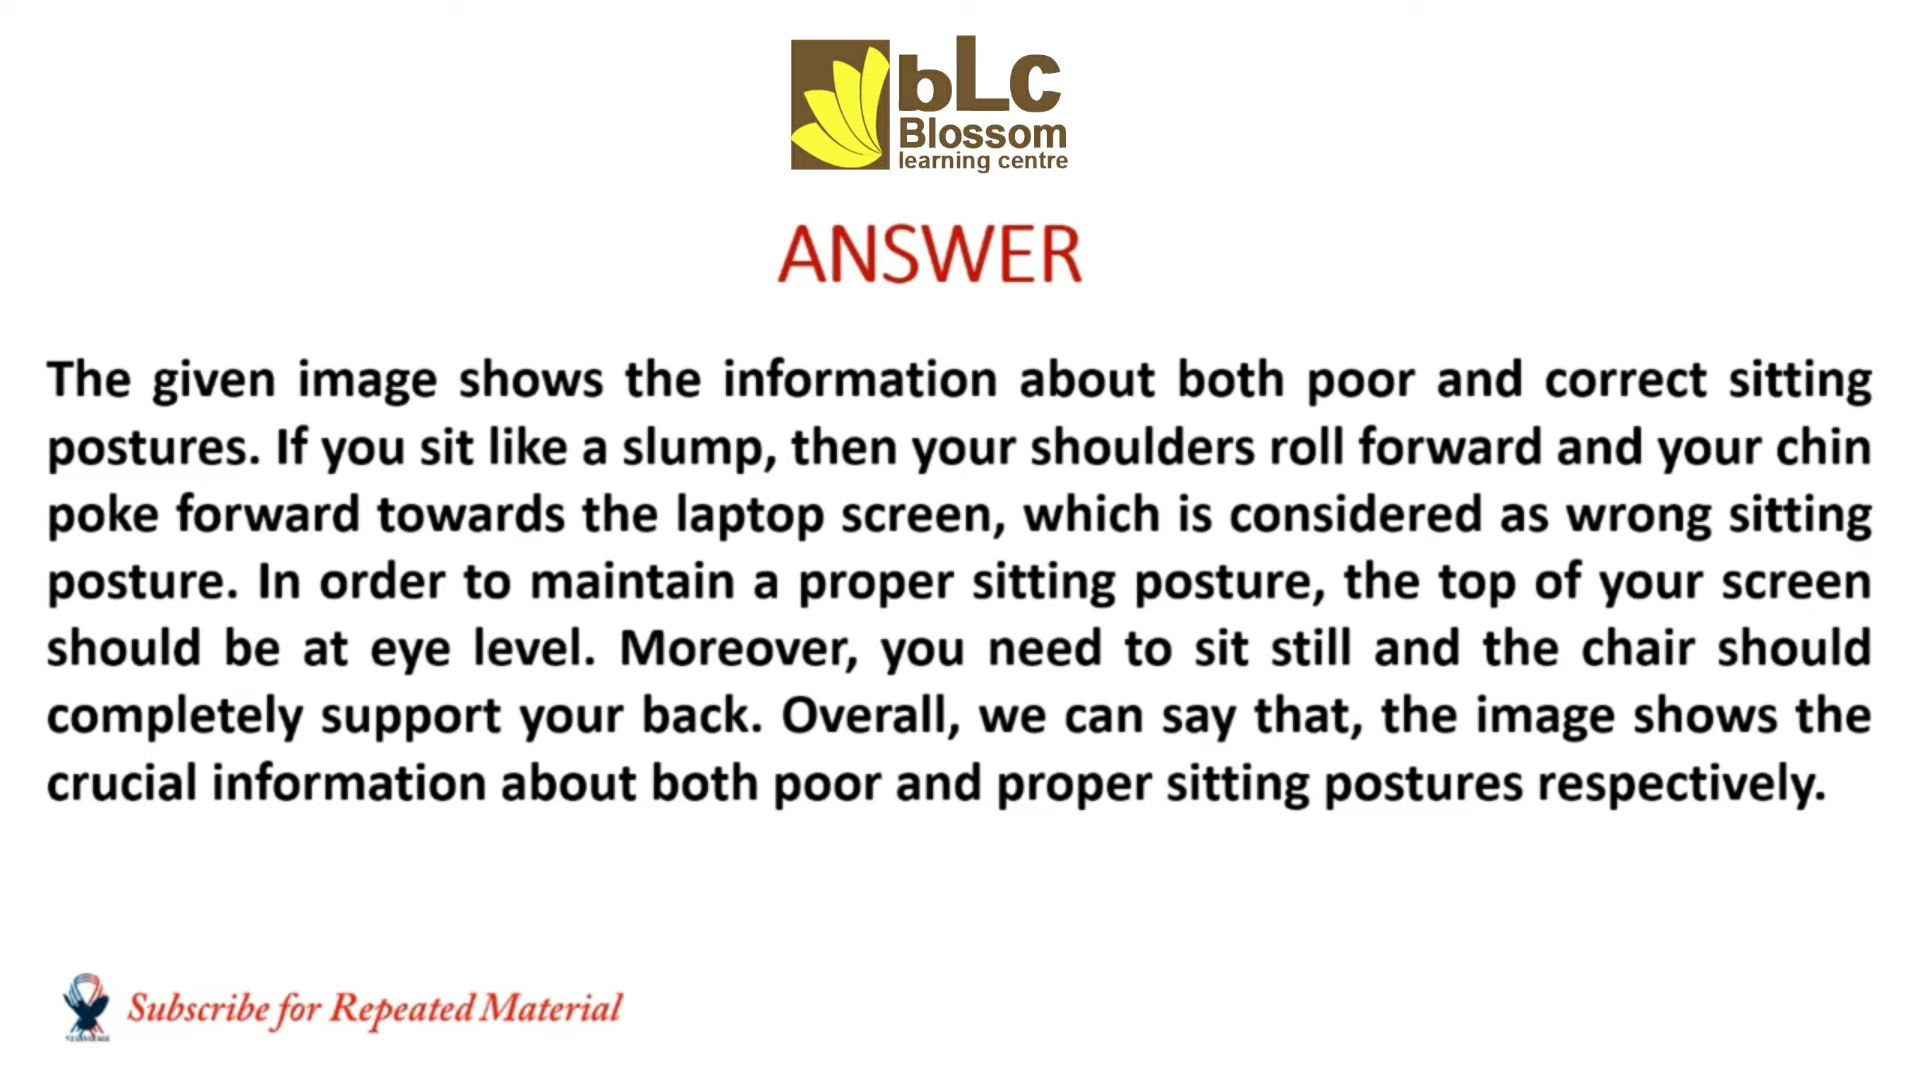 bLc
Blossom
learning centre
ANSWER
The given image shows the information about both poor and correct sitting
postures. If you sit like a slump, then your shoulders roll forward and your chin
poke forward towards the laptop screen, which is considered as wrong sitting
posture. In order to maintain a proper sitting posture, the top of your screen
should be at eye level. Moreover, you need to sit still and the chair should
completely support your back. Overall, we can say that, the image shows the
crucial information about both poor and proper sitting postures respectively.
Subscribe for Repeated Material